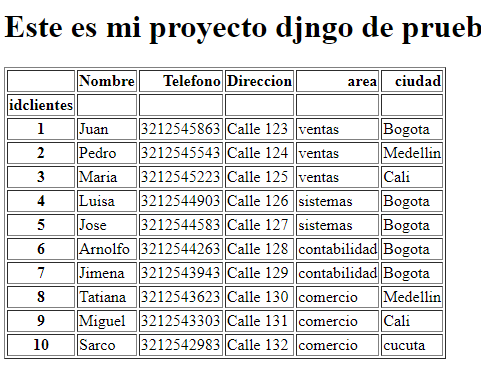 Este es mi proyecto djngo de prueb
Nombre Telefono Direccion area ciudad
idclientes
1 Juan 3212545863 Calle 123 ventas Bogota
2 Pedro 3212545543 Calle 124 ventas Medellin
3 Maria 3212545223 Calle 125 ventas Cali
4 Luisa 3212544903 Calle 126 sistemas Bogota
5 Jose 3212544583 Calle 127 sistemas Bogota
6 Arnolfo 3212544263 Calle 128 contabilidad Bogota
7 Jimena 3212543943 Calle 129 contabilidad Bogota
8 Tatiana 3212543623 Calle 130 comercio Medellin
9 Miguel 3212543303 Calle 131 comercio Cali
10 Sarco 3212542983 Calle 132 comercio cucuta